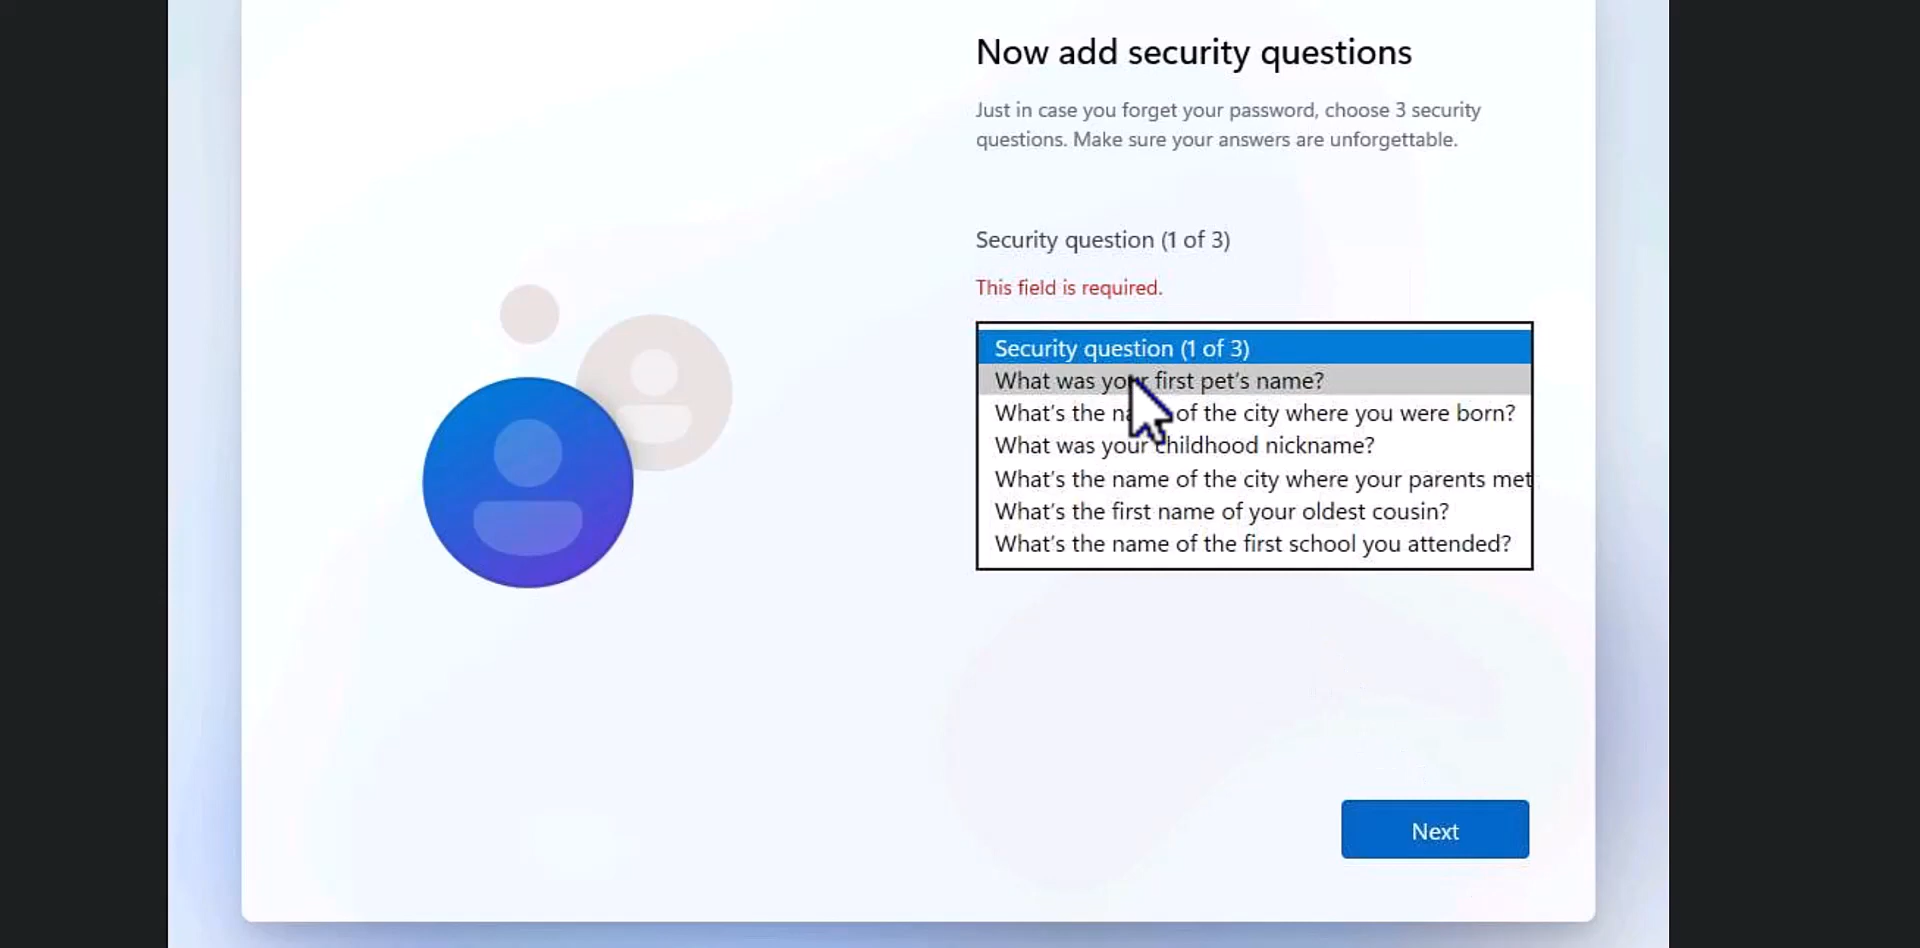 Now add security questions
Just in case you forget your password, choose 3 security
questions. Make sure your answers are unforgettable.
Security question (1 of 3)
This field is required.
Security question (1 of 3)
What was your first pet’s name?
What’s the name of the city where you were born?
What was your childhood nickname?
What’s the name of the city where your parents met
What’s the first name of your oldest cousin?
What’s the name of the first school you attended?
Next